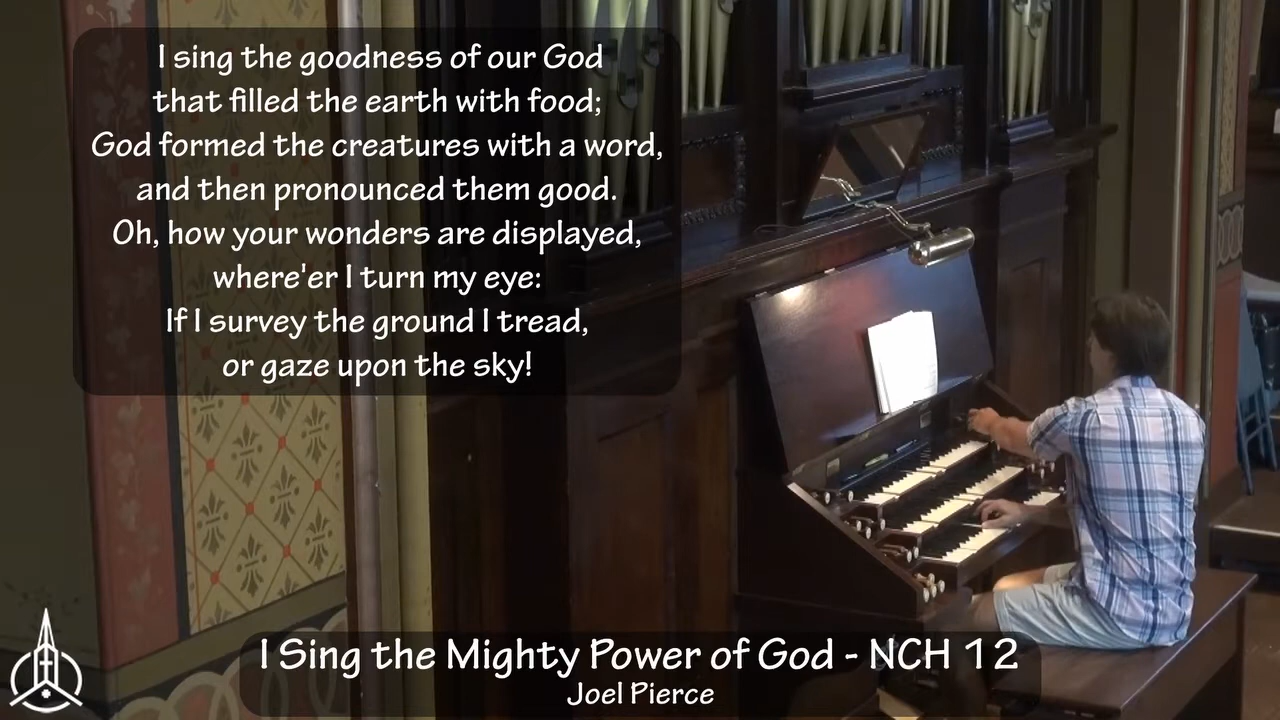 I sing the goodness of our God
that filled the earth with food;
God formed the creatures with a word,
and then pronounced them good.
Oh, how your wonders are displayed,
where'er I turn my eye:
If I survey the ground I tread,
or gaze upon the sky!
I Sing the Mighty Power of God - NCH 12
Joel Pierce